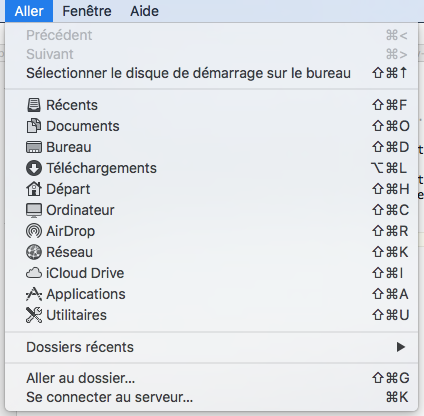 Aller Fenêtre Aide
Précédent ⌘<
Suivant ⌘>
Sélectionner le disque de démarrage sur le bureau ⇧⌘↑
Récents ⇧⌘F
Documents ⇧⌘O
Bureau ⇧⌘D
Téléchargements ⌥⌘L
Départ ⇧⌘H
Ordinateur ⇧⌘C
AirDrop ⇧⌘R
Réseau ⇧⌘K
iCloud Drive ⇧⌘I
Applications ⇧⌘A
Utilitaires ⇧⌘U
Dossiers récents ▶
Aller au dossier... ⇧⌘G
Se connecter au serveur... ⌘K